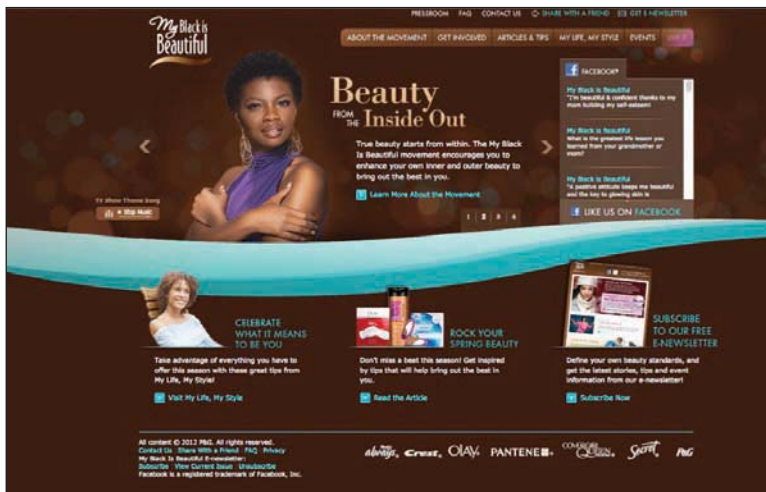 PRESSROOM FAQ CONTACT US SHARE WITH A FRIEND GET E-NEWSLETTER
My Black is
Beautiful
ABOUT THE MOVEMENT GET INVOLVED ARTICLES & TIPS MY LIFE, MY STYLE EVENTS
FACEBOOK
My Black is Beautiful
"I'm beautiful & confident thanks to my
mom building my self-esteem!
My Black is Beautiful
What is the greatest life lesson you
learned from your grandmother or
mom?
My Black is Beautiful
"A positive attitude keeps me beautiful
and the key to glowing skin is
LIKE US ON FACEBOOK
Beauty
FROM THE Inside Out
True beauty starts from within. The My Black
Is Beautiful movement encourages you to
enhance your own inner and outer beauty to
bring out the best in you.
Learn More About the Movement
1 2 3 4
TV Show Theme Song
Stop Music
CELEBRATE
WHAT IT MEANS
TO BE YOU
Take advantage of everything you have to
offer this season with these great tips from
My Life, My Style!
Visit My Life, My Style
ROCK YOUR
SPRING BEAUTY
Don't miss a beat this season! Get inspired
by tips that will help bring out the best in
you.
Read the Article
SUBSCRIBE
TO OUR FREE
E-NEWSLETTER
Define your own beauty standards, and
get the latest stories, tips and event
information from our e-newsletter!
Subscribe Now
All content © 2012 P&G. All rights reserved.
Contact Us Share With a Friend FAQ Privacy
My Black Is Beautiful E-newsletter:
Subscribe View Current Issue Unsubscribe
Facebook is a registered trademark of Facebook, Inc.
always. Crest. OLAY. PANTENE COVERGIRL QUEEN Secret. P&G